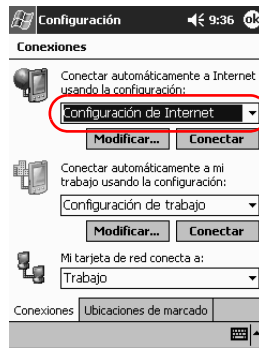 Configuración 9:36 ok
Conexiones
Conectar automáticamente a Internet
usando la configuración:
Configuración de Internet
Modificar... Conectar
Conectar automáticamente a mi
trabajo usando la configuración:
Configuración de trabajo
Modificar... Conectar
Mi tarjeta de red conecta a:
Trabajo
Conexiones Ubicaciones de marcado